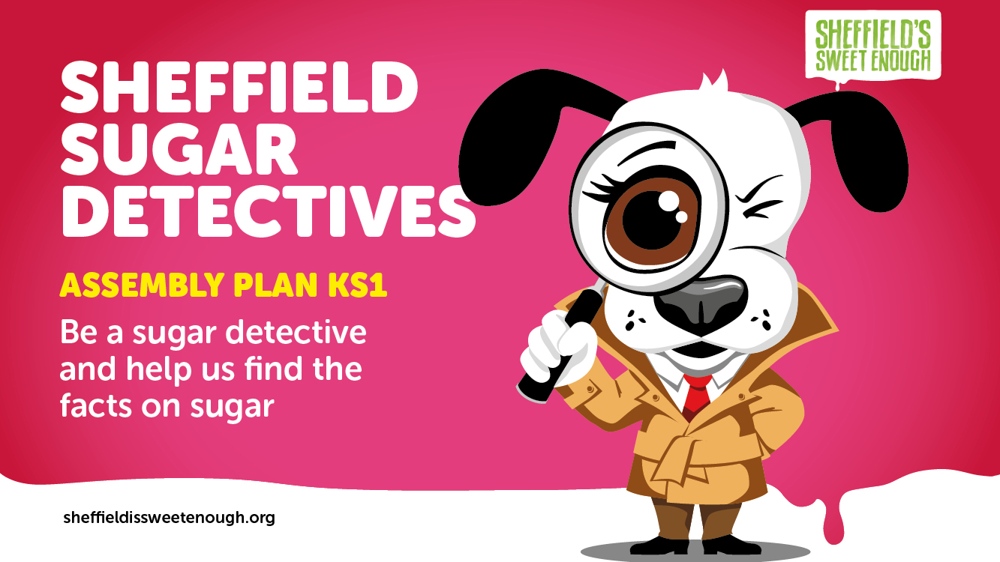 SHEFFIELD'S
SWEET ENOUGH
SHEFFIELD
SUGAR
DETECTIVES
ASSEMBLY PLAN KS1
Be a sugar detective
and help us find the
facts on sugar
sheffieldissweetenough.org